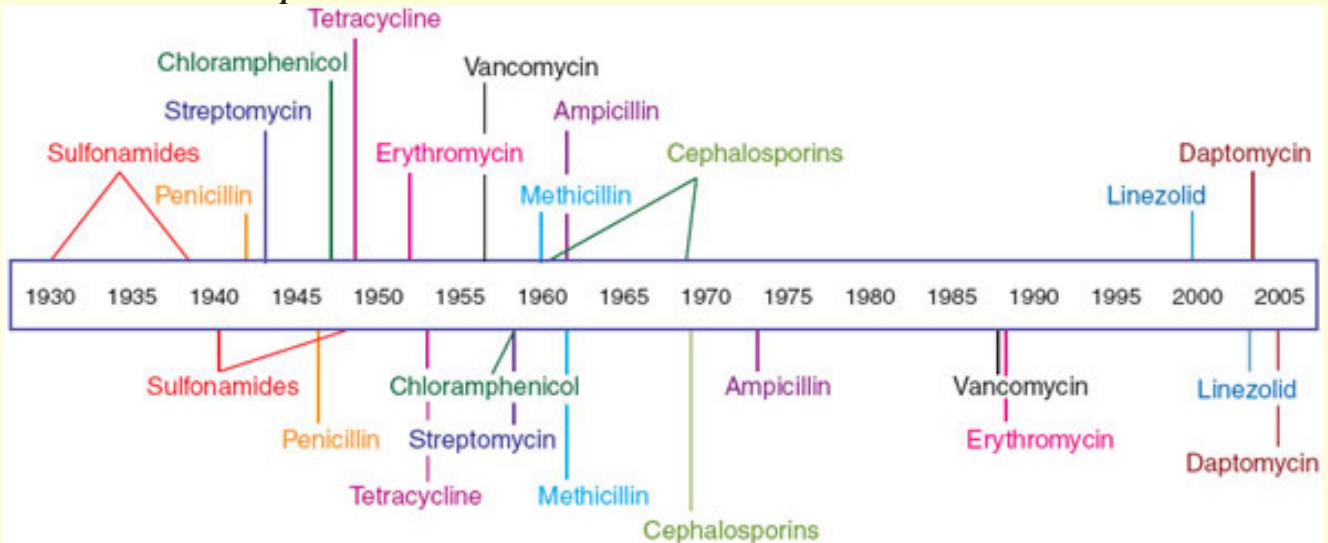 Tetracycline
Chloramphenicol
Vancomycin
Streptomycin
Ampicillin
Sulfonamides
Erythromycin
Cephalosporins
Daptomycin
Penicillin
Methicillin
Linezolid
1930 1935 1940 1945 1950 1955 1960 1965 1970 1975 1980 1985 1990 1995 2000 2005
Sulfonamides
Chloramphenicol
Ampicillin
Vancomycin
Linezolid
Penicillin
Streptomycin
Erythromycin
Daptomycin
Tetracycline
Methicillin
Cephalosporins